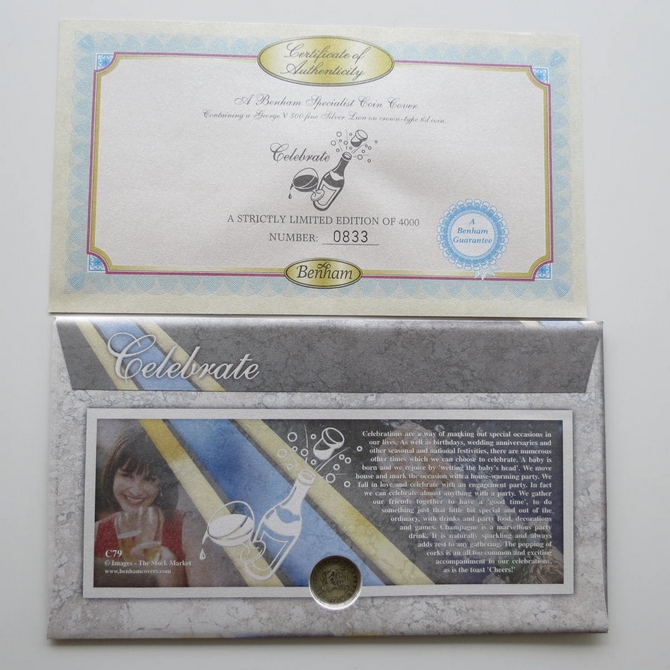 Certificate of
Authenticity
A Benham Specialist Coin Cover
Containing a George V 500 fine Silver Lion on crown-type 6d coin.
Celebrate
A STRICTLY LIMITED EDITION OF 4000
NUMBER: 0833
A
Benham
Guarantee
Benham
Celebrate
Celebrations are a way of marking out special occasions in
our lives. As well as birthdays, wedding anniversaries and
other seasonal and national festivities, there are numerous
other times which we can choose to celebrate. A baby is
born and we rejoice by 'wetting the baby's head'. We move
house and mark the occasion with a house-warming party. We
fall in love and celebrate with an engagement party. In fact
we can celebrate about anything with a party. We gather
our friends together to have a 'good time', to do
something just that little bit special and out of the
ordinary, with drinks and party food, decorations
and games. Champagne is a marvellous party
drink. It is naturally sparkling and always
adds zest to any gathering. The popping of
corks is an all too common and exciting
accompaniment to our celebrations,
as is the toast 'Cheers!'
C79
© Images - The Stock Market
www.benhamcovers.com